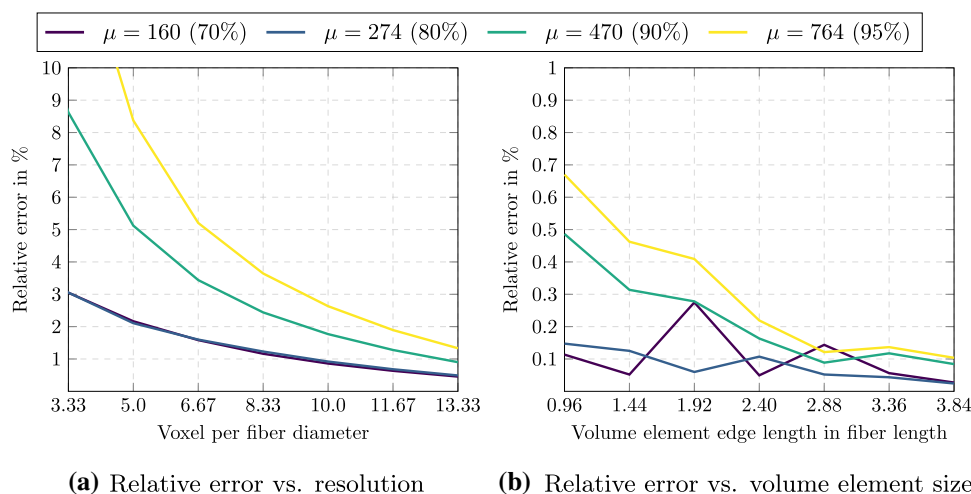 μ = 160 (70%) μ = 274 (80%) μ = 470 (90%) μ = 764 (95%)
Relative error in %
10
9
8
7
6
5
4
3
2
1
3.33 5.0 6.67 8.33 10.0 11.67 13.33
Voxel per fiber diameter
(a) Relative error vs. resolution
Relative error in %
1
0.9
0.8
0.7
0.6
0.5
0.4
0.3
0.2
0.1
0.96 1.44 1.92 2.40 2.88 3.36 3.84
Volume element edge length in fiber length
(b) Relative error vs. volume element size